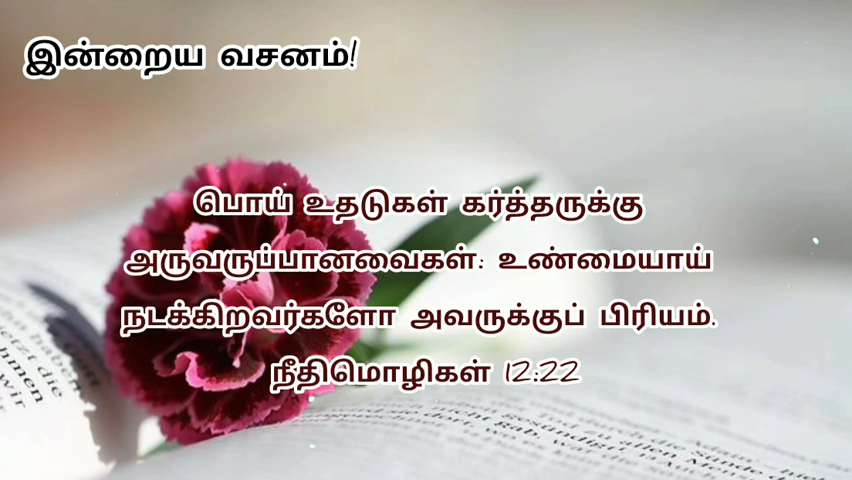 இன்றைய வசனம்!
பொய் உதடுகள் கர்த்தருக்கு
அருவருப்பானவைகள்; உண்மையாய்
நடக்கிறவர்களோ அவருக்குப் பிரியம்.
நீதிமொழிகள் 12:22